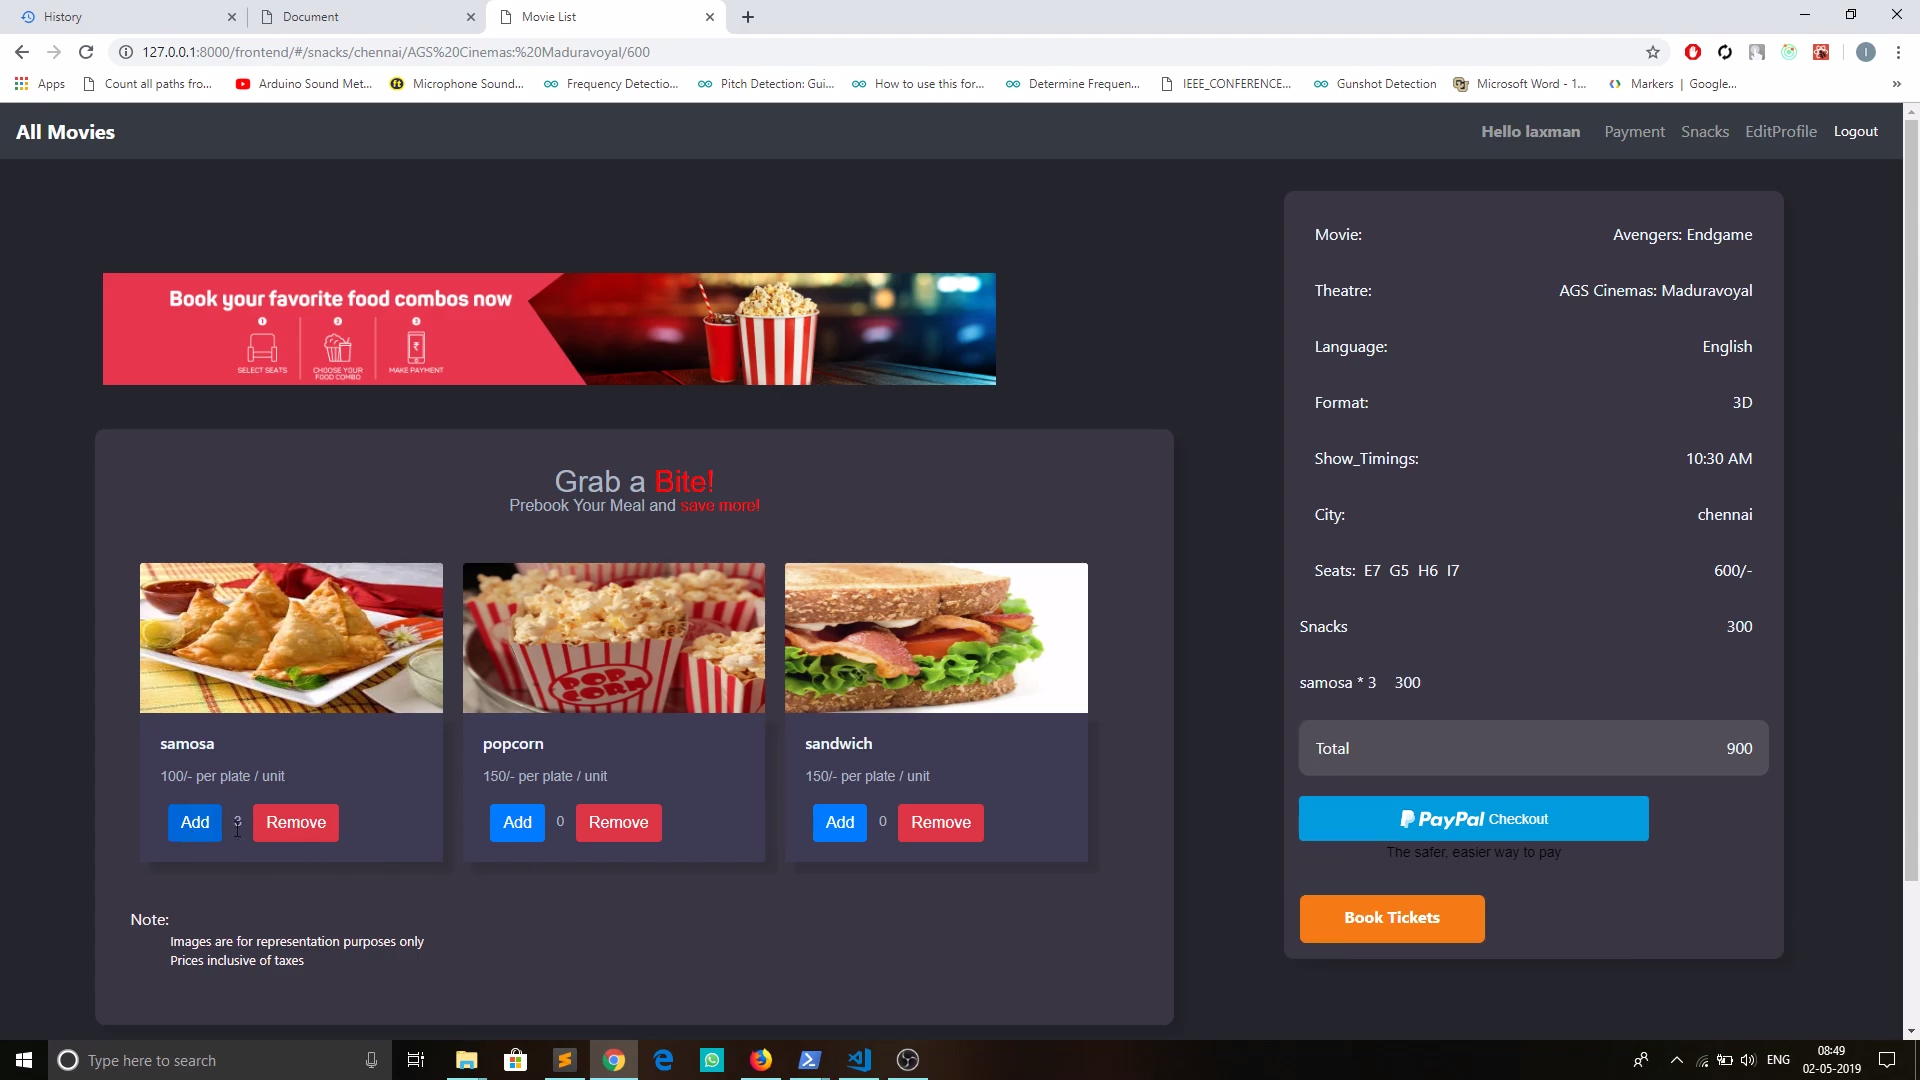 History
Document
Movie List
127.0.0.1:8000/frontend/#/snacks/chennai/AGS%20Cinemas:%20Maduravoyal/600
Apps
Count all paths fro...
Arduino Sound Met...
Microphone Sound...
Frequency Detectio...
Pitch Detection: Gui...
How to use this for...
Determine Frequen...
IEEE_CONFERENCE...
Gunshot Detection
Microsoft Word - 1...
Markers | Google...
All Movies
Hello laxman
Payment
Snacks
EditProfile
Logout
Book your favorite food combos now
1 2 3
SELECT SEATS
CHOOSE YOUR FOOD COMBO
MAKE PAYMENT
Grab a Bite!
Prebook Your Meal and save more!
POP CORN
samosa
100/- per plate / unit
Add 3 Remove
popcorn
150/- per plate / unit
Add 0 Remove
sandwich
150/- per plate / unit
Add 0 Remove
Note:
Images are for representation purposes only
Prices inclusive of taxes
Movie: Avengers: Endgame
Theatre: AGS Cinemas: Maduravoyal
Language: English
Format: 3D
Show_Timings: 10:30 AM
City: chennai
Seats: E7 G5 H6 I7 600/-
Snacks 300
samosa * 3 300
Total 900
PayPal Checkout
The safer, easier way to pay
Book Tickets
Type here to search
ENG
08:49
02-05-2019